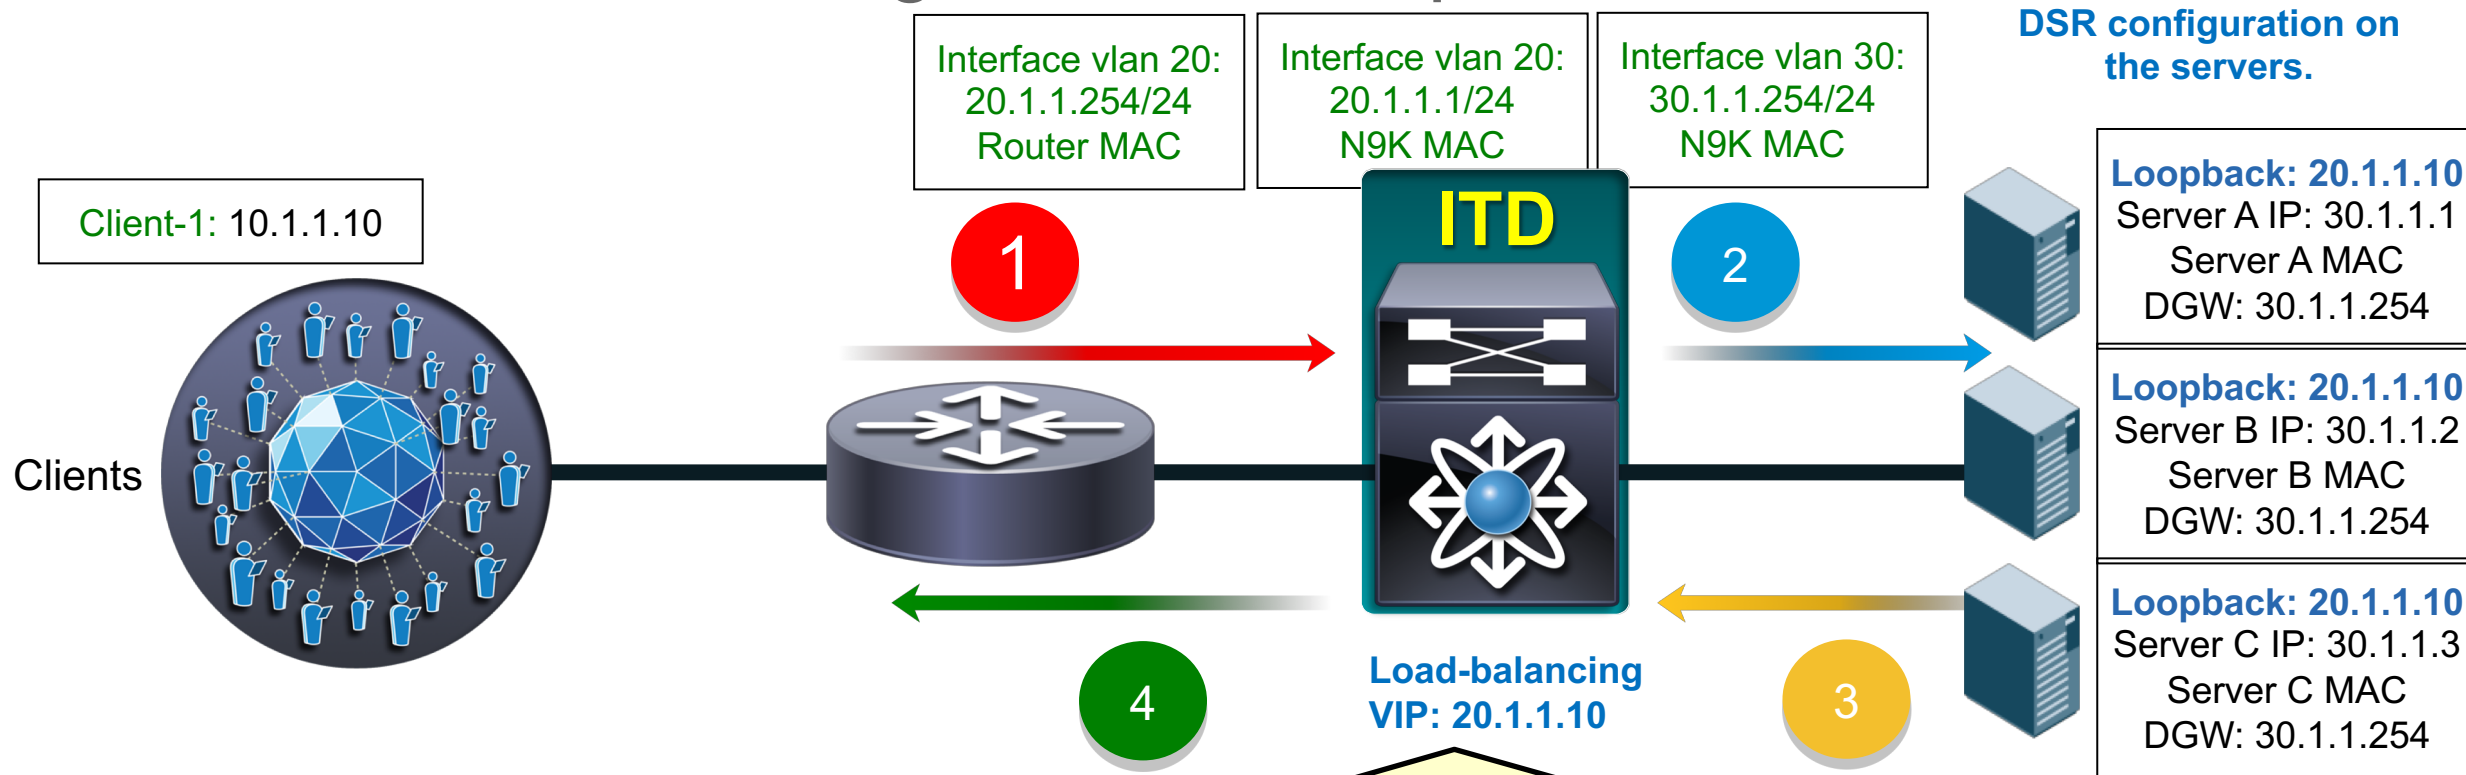 DSR configuration on
the servers.
Interface vlan 20:
20.1.1.254/24
Router MAC
Interface vlan 20:
20.1.1.1/24
N9K MAC
Interface vlan 30:
30.1.1.254/24
N9K MAC
Client-1: 10.1.1.10
Clients
1
ITD
2
Loopback: 20.1.1.10
Server A IP: 30.1.1.1
Server A MAC
DGW: 30.1.1.254
Loopback: 20.1.1.10
Server B IP: 30.1.1.2
Server B MAC
DGW: 30.1.1.254
Loopback: 20.1.1.10
Server C IP: 30.1.1.3
Server C MAC
DGW: 30.1.1.254
4
Load-balancing
VIP: 20.1.1.10
3